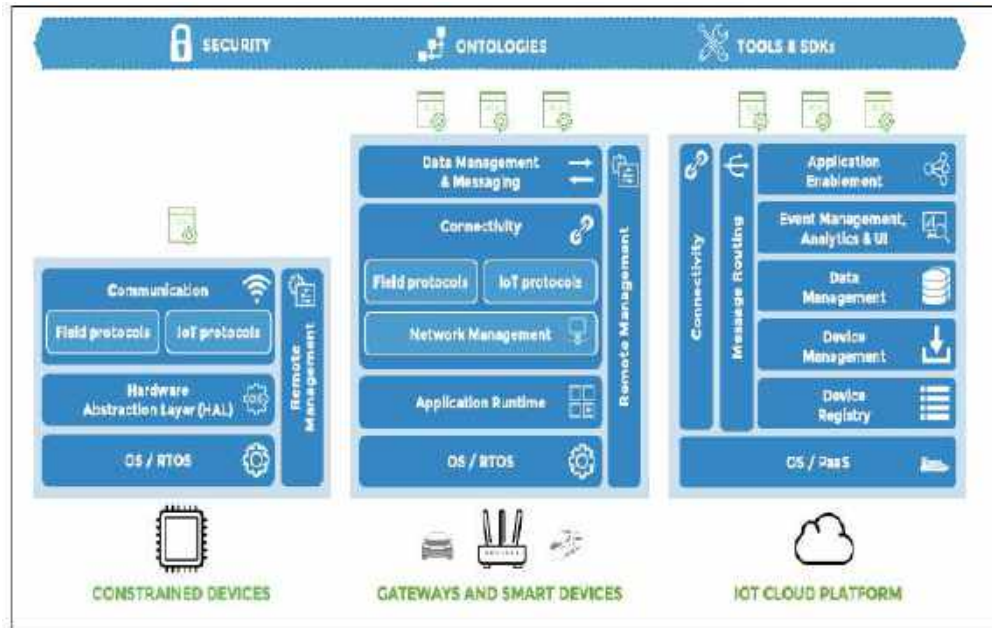 SECURITY
ONTOLOGIES
TOOLS & SDKs
Communication
Field protocols
IoT protocols
Hardware
Abstraction Layer (HAL)
OS / RTOS
Remote
Management
CONSTRAINED DEVICES
Data Management
& Messaging
Connectivity
Field protocols
IoT protocols
Network Management
Application Runtime
OS / RTOS
Remote Management
GATEWAYS AND SMART DEVICES
Connectivity
Message Routing
Application
Enablement
Event Management,
Analytics & UI
Data
Management
Device
Management
Device
Registry
OS / PaaS
IOT CLOUD PLATFORM